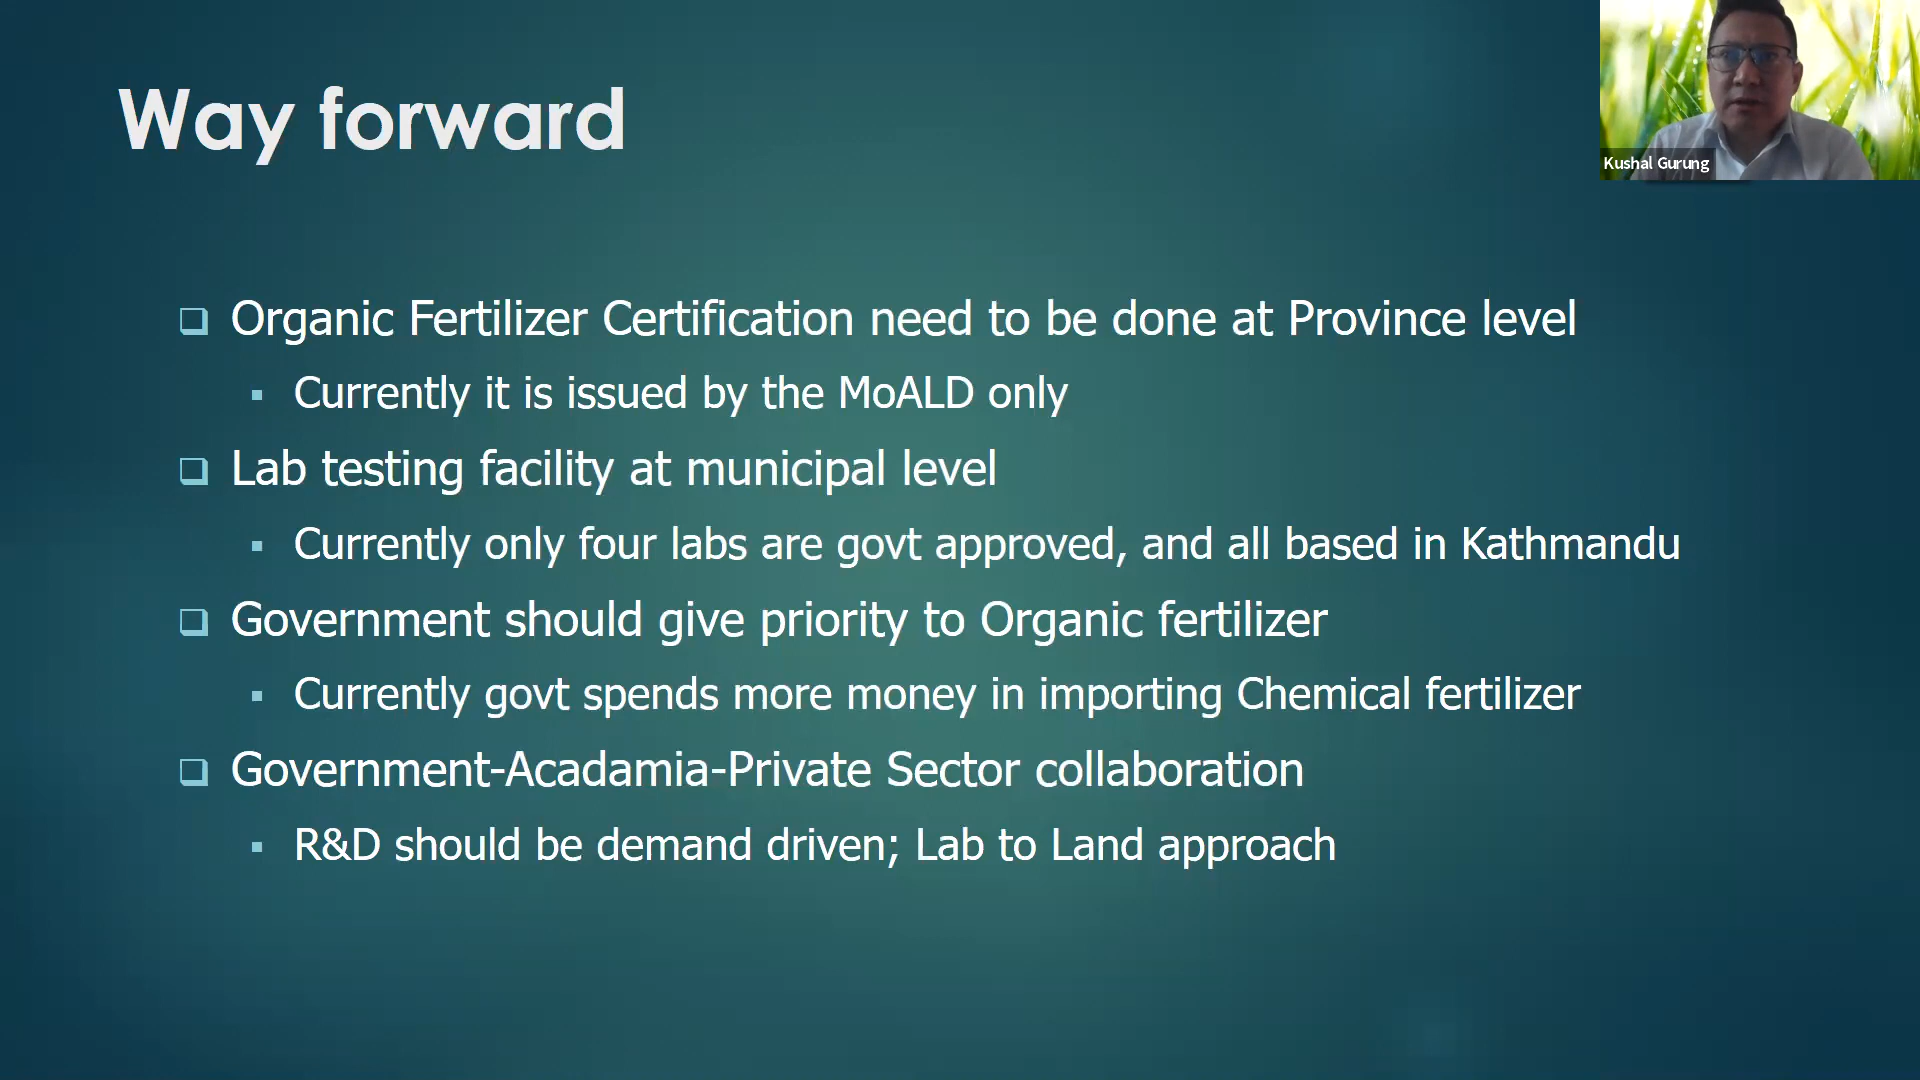 Way forward
Kushal Gurung
Organic Fertilizer Certification need to be done at Province level
Currently it is issued by the MoALD only
Lab testing facility at municipal level
Currently only four labs are govt approved, and all based in Kathmandu
Government should give priority to Organic fertilizer
Currently govt spends more money in importing Chemical fertilizer
Government-Acadamia-Private Sector collaboration
R&D should be demand driven; Lab to Land approach